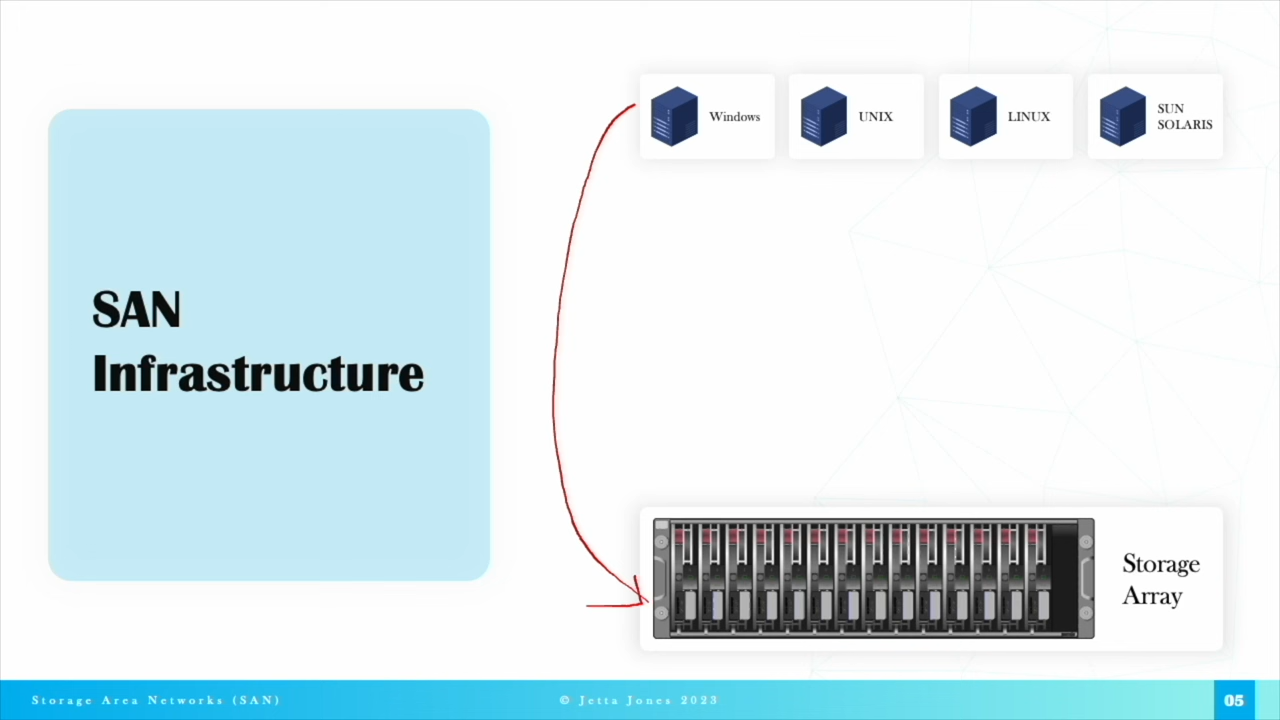 SAN
Infrastructure
Windows
UNIX
LINUX
SUN
SOLARIS
Storage
Array
Storage Area Networks (SAN)
© Jetta Jones 2023
05